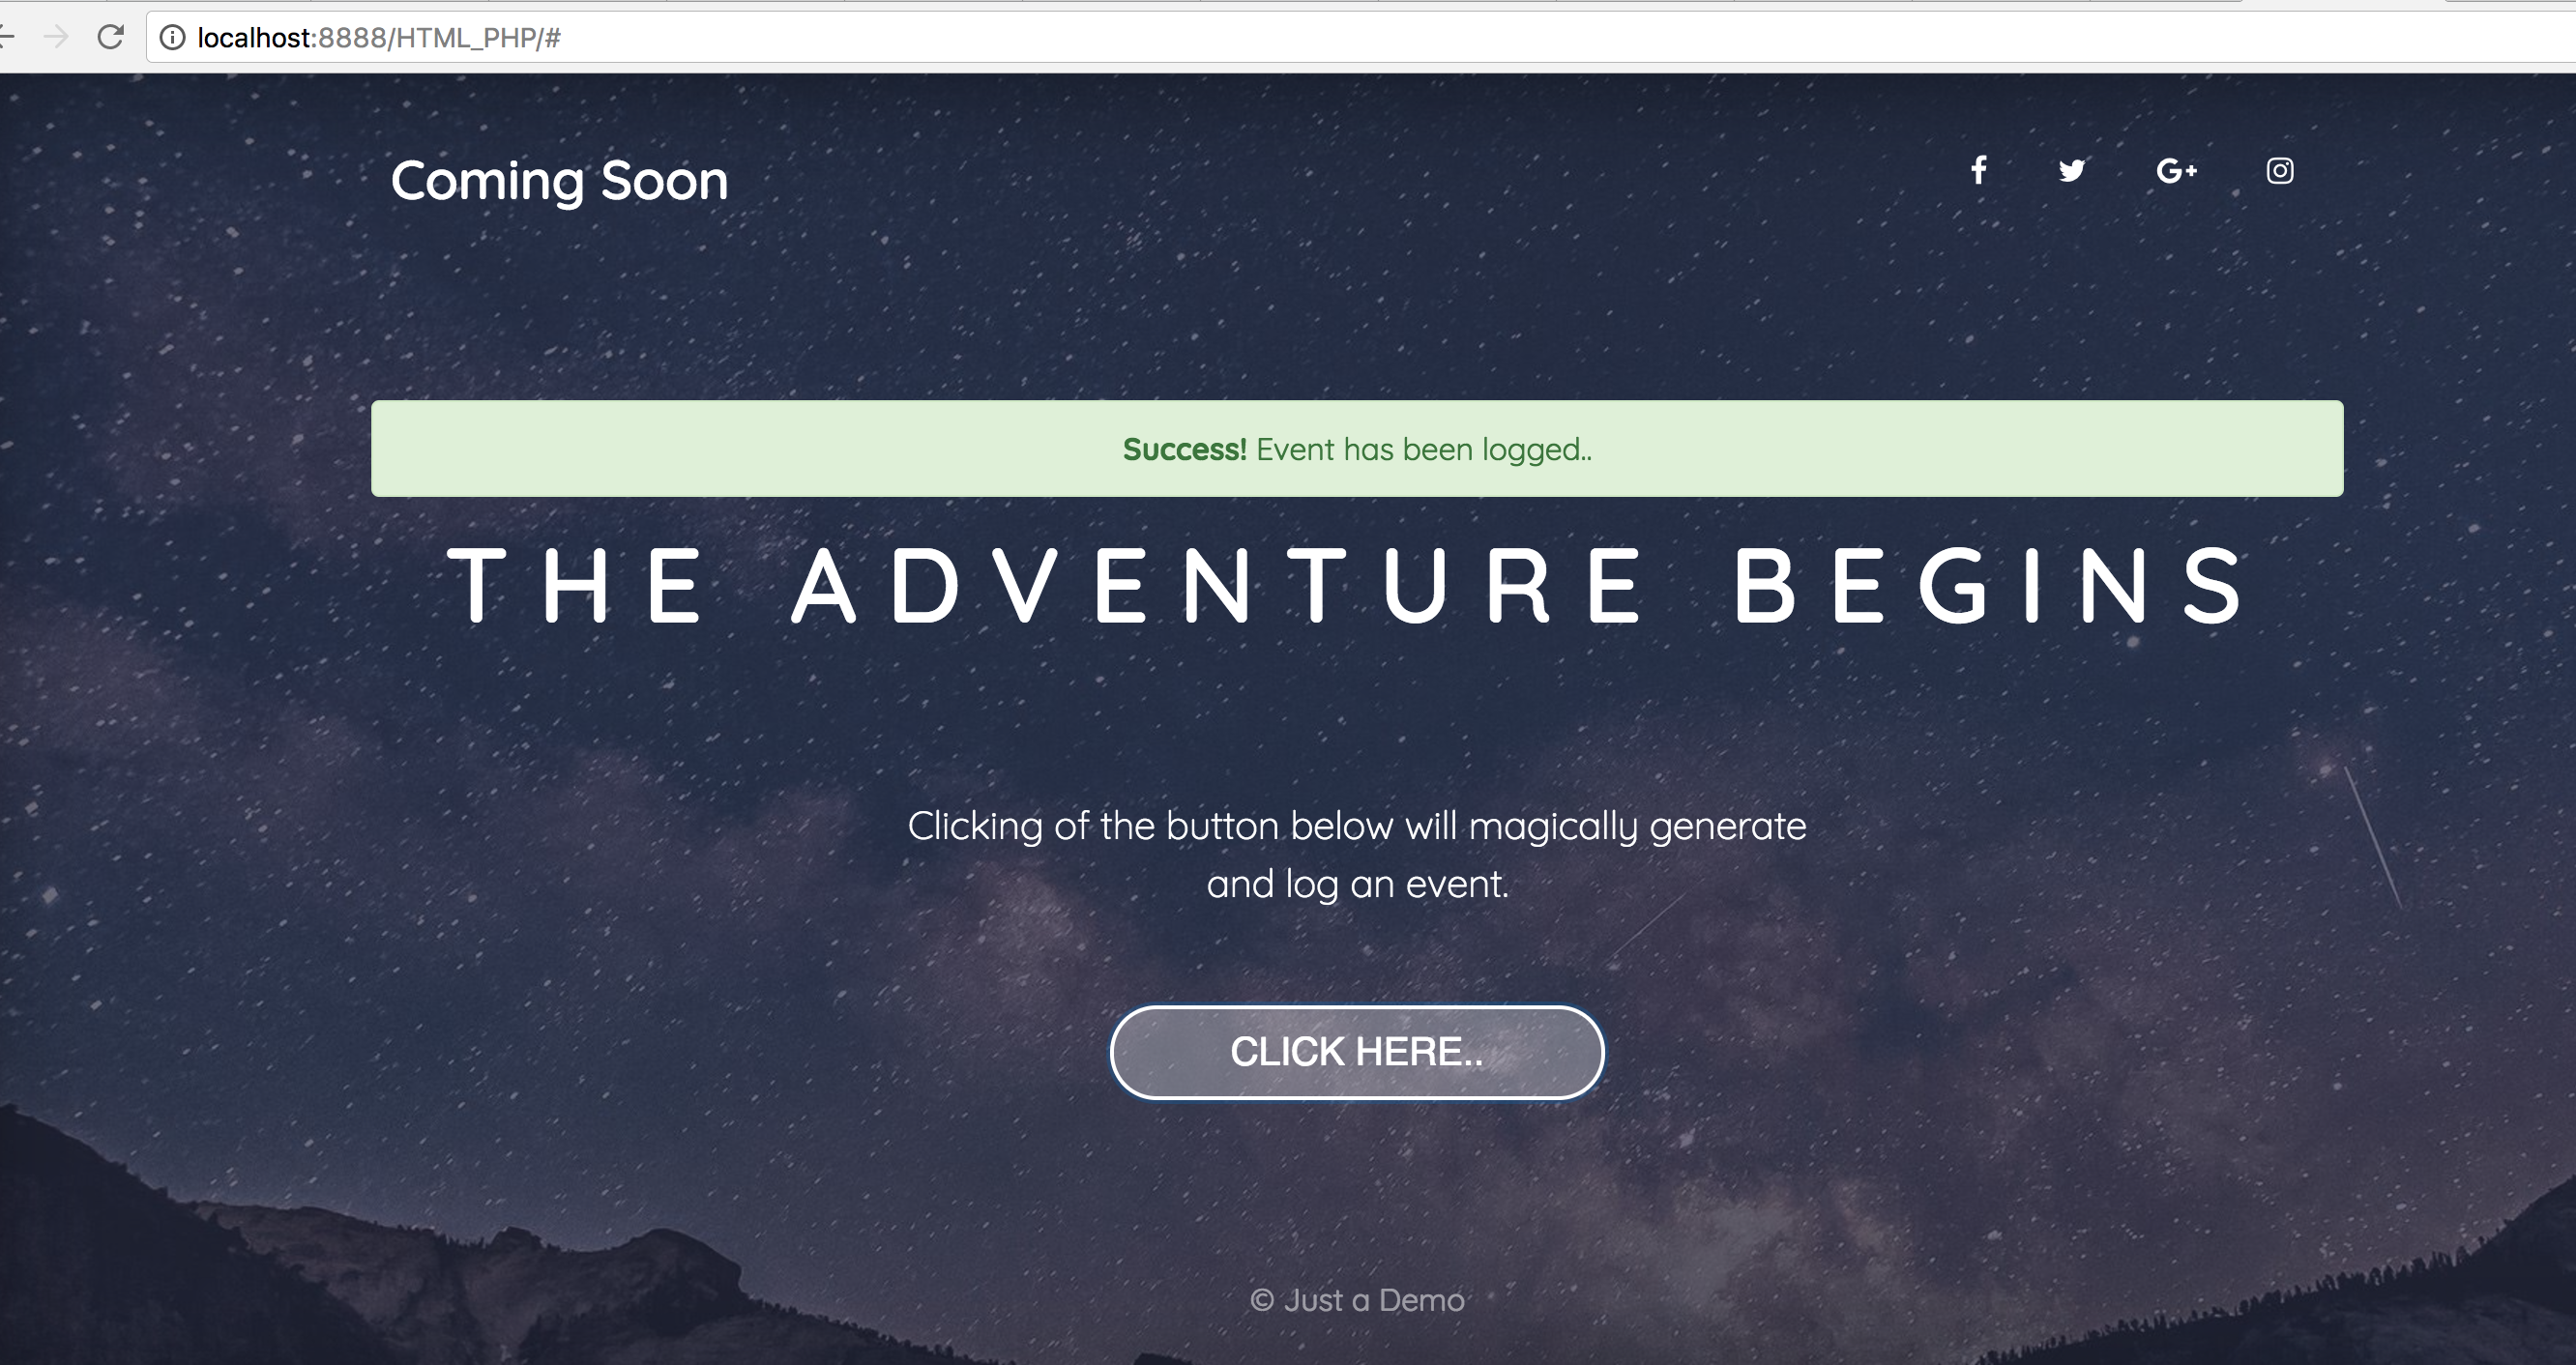 localhost:8888/HTML_PHP/#
Coming Soon
Success! Event has been logged..
THE ADVENTURE BEGINS
Clicking of the button below will magically generate
and log an event.
CLICK HERE..
© Just a Demo